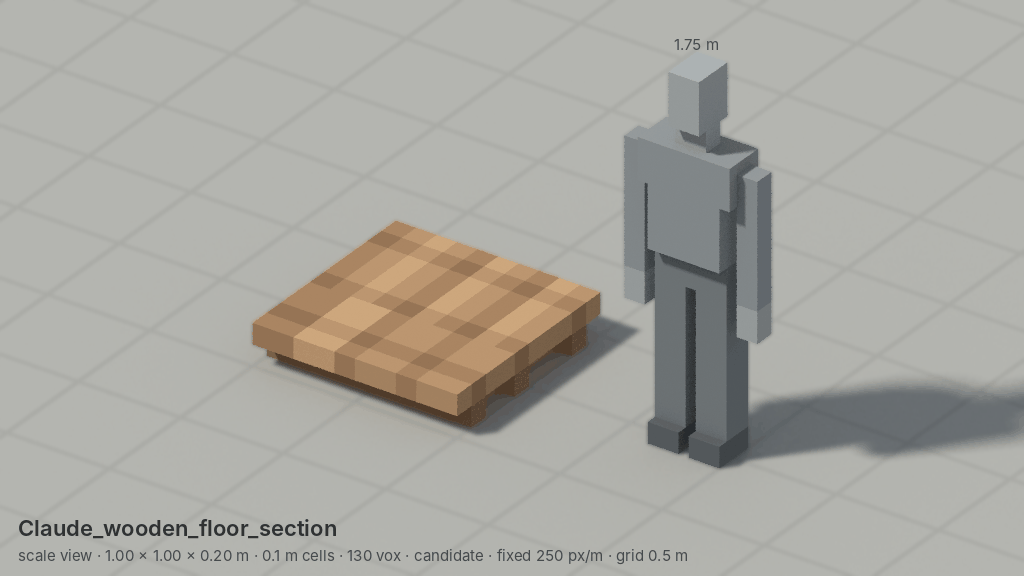 1.75 m
Claude_wooden_floor_section
scale view · 1.00 × 1.00 × 0.20 m · 0.1 m cells · 130 vox · candidate · fixed 250 px/m · grid 0.5 m